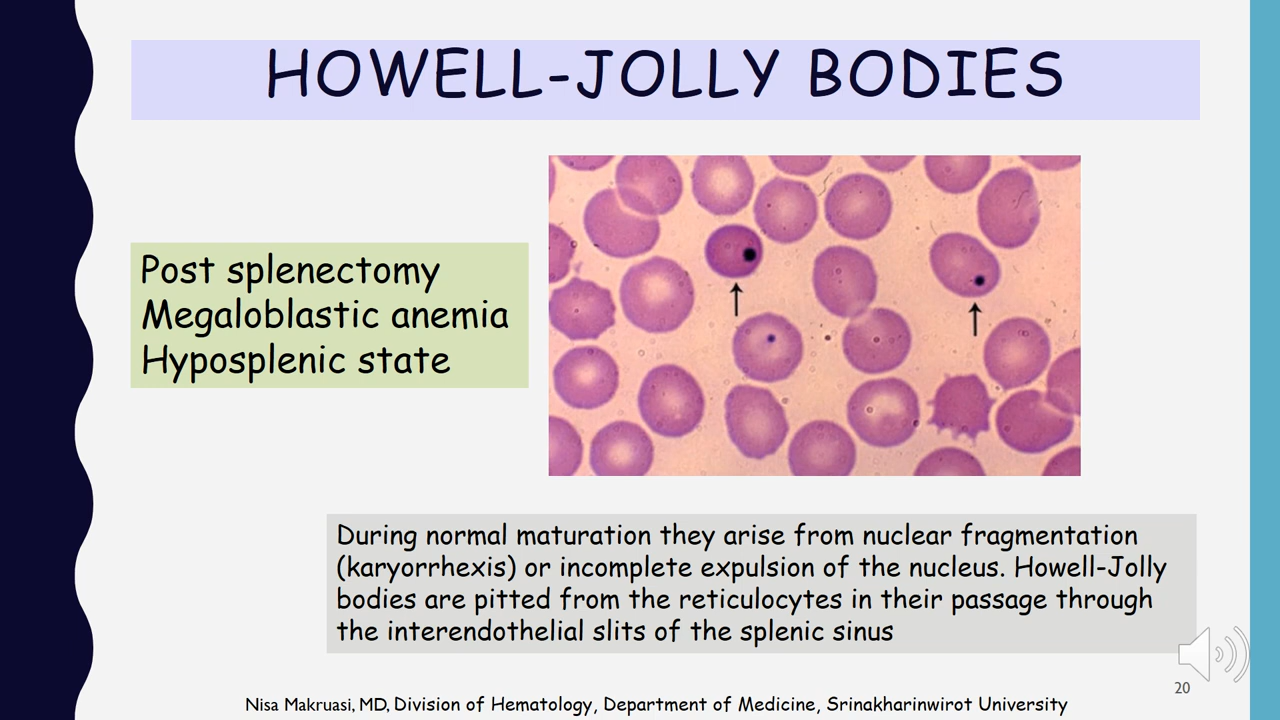 HOWELL-JOLLY BODIES
Post splenectomy
Megaloblastic anemia
Hyposplenic state
During normal maturation they arise from nuclear fragmentation
(karyorrhexis) or incomplete expulsion of the nucleus. Howell-Jolly
bodies are pitted from the reticulocytes in their passage through
the interendothelial slits of the splenic sinus
20
Nisa Makruasi, MD, Division of Hematology, Department of Medicine, Srinakharinwirot University